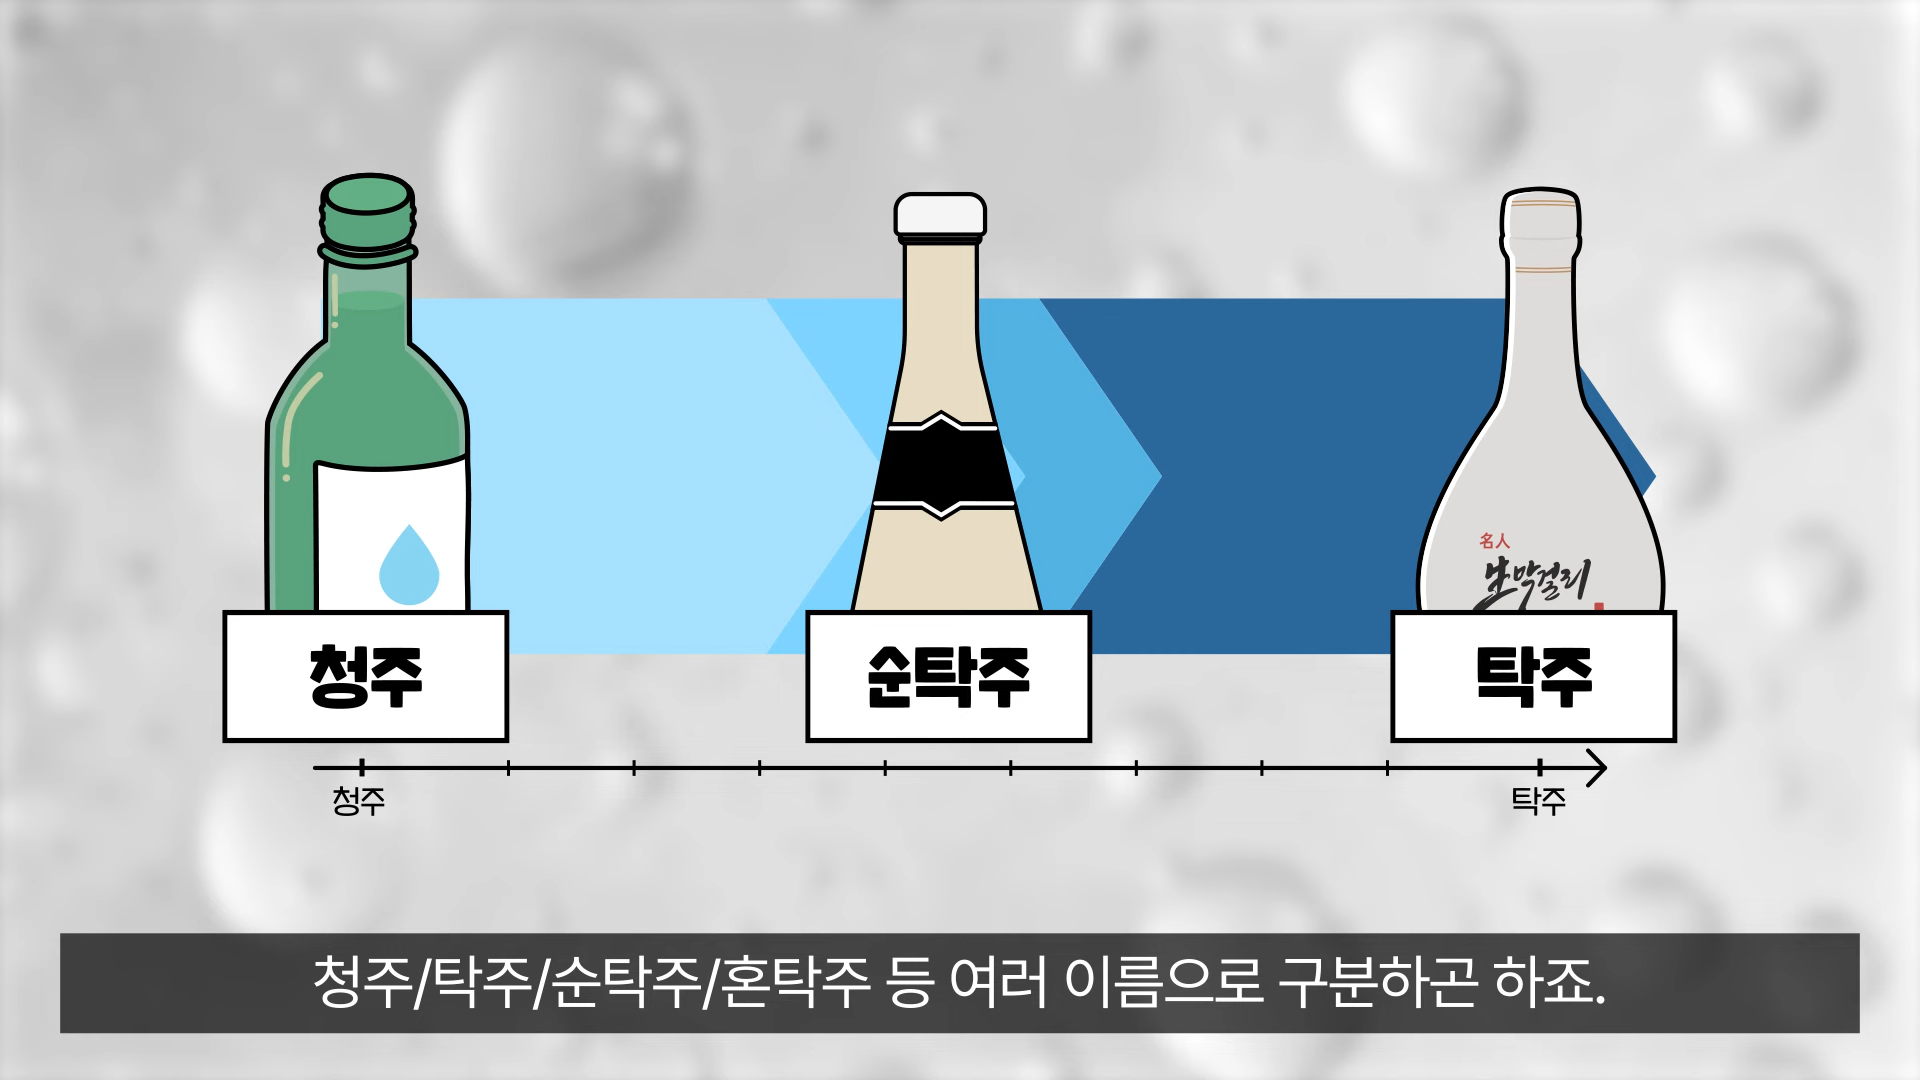 名人
生막걸리
청주
순탁주
탁주
청주
탁주
청주/탁주/순탁주/혼탁주 등 여러 이름으로 구분하곤 하죠.